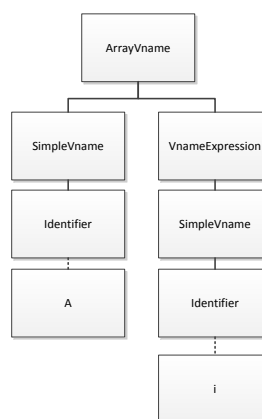 ArrayVname
SimpleVname
VnameExpression
Identifier
SimpleVname
A
Identifier
i